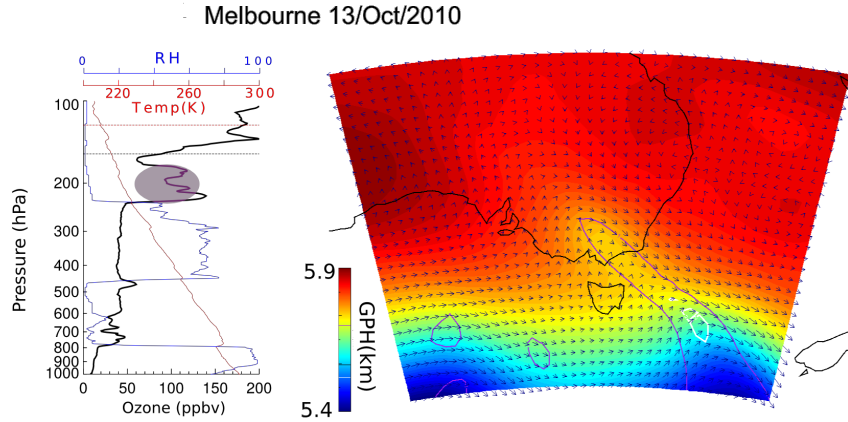 Melbourne 13/Oct/2010
RH
0 100
220 260 300
Temp(K)
100
200
300
400
500
600
700
800
900
1000
Pressure (hPa)
0 50 100 150 200
Ozone (ppbv)
5.9
GPH(km)
5.4